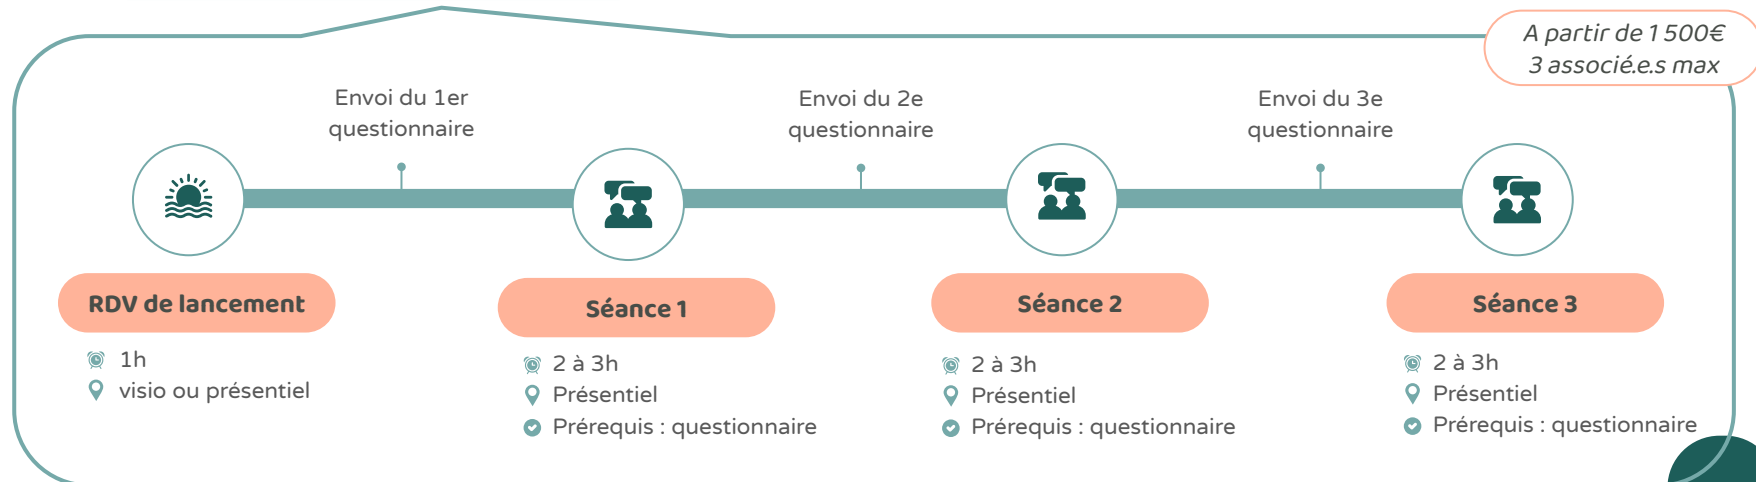 A partir de 1 500€
3 associé.e.s max
Envoi du 1er
questionnaire
Envoi du 2e
questionnaire
Envoi du 3e
questionnaire
RDV de lancement
1h
visio ou présentiel
Séance 1
2 à 3h
Présentiel
Prérequis : questionnaire
Séance 2
2 à 3h
Présentiel
Prérequis : questionnaire
Séance 3
2 à 3h
Présentiel
Prérequis : questionnaire